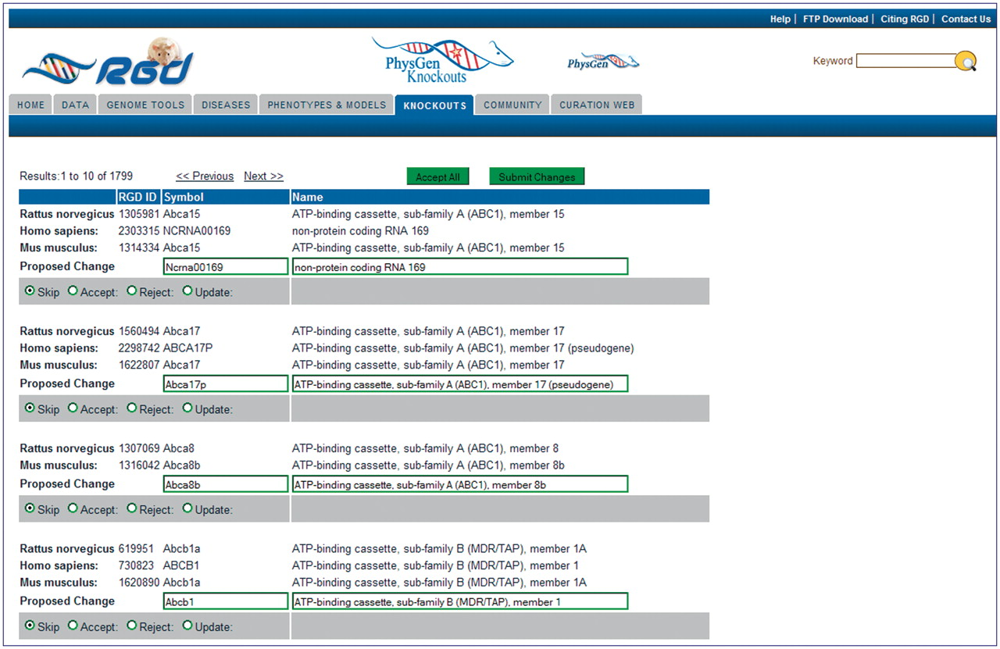 Help | FTP Download | Citing RGD | Contact Us
RGD
PhysGen
Knockouts
PhysGen
Keyword
HOME DATA GENOME TOOLS DISEASES PHENOTYPES & MODELS KNOCKOUTS COMMUNITY CURATION WEB
Results:1 to 10 of 1799 << Previous Next >> Accept All Submit Changes
RGD ID Symbol Name
Rattus norvegicus 1305981 Abca15 ATP-binding cassette, sub-family A (ABC1), member 15
Homo sapiens: 2303315 NCRNA00169 non-protein coding RNA 169
Mus musculus: 1314334 Abca15 ATP-binding cassette, sub-family A (ABC1), member 15
Proposed Change Ncrna00169 non-protein coding RNA 169
Skip Accept: Reject: Update:
Rattus norvegicus 1560494 Abca17 ATP-binding cassette, sub-family A (ABC1), member 17
Homo sapiens: 2298742 ABCA17P ATP-binding cassette, sub-family A (ABC1), member 17 (pseudogene)
Mus musculus: 1622807 Abca17 ATP-binding cassette, sub-family A (ABC1), member 17
Proposed Change Abca17p ATP-binding cassette, sub-family A (ABC1), member 17 (pseudogene)
Skip Accept: Reject: Update:
Rattus norvegicus 1307069 Abca8 ATP-binding cassette, sub-family A (ABC1), member 8
Mus musculus: 1316042 Abca8b ATP-binding cassette, sub-family A (ABC1), member 8b
Proposed Change Abca8b ATP-binding cassette, sub-family A (ABC1), member 8b
Skip Accept: Reject: Update:
Rattus norvegicus 619951 Abcb1a ATP-binding cassette, sub-family B (MDR/TAP), member 1A
Homo sapiens: 730823 ABCB1 ATP-binding cassette, sub-family B (MDR/TAP), member 1
Mus musculus: 1620890 Abcb1a ATP-binding cassette, sub-family B (MDR/TAP), member 1A
Proposed Change Abcb1 ATP-binding cassette, sub-family B (MDR/TAP), member 1
Skip Accept: Reject: Update: